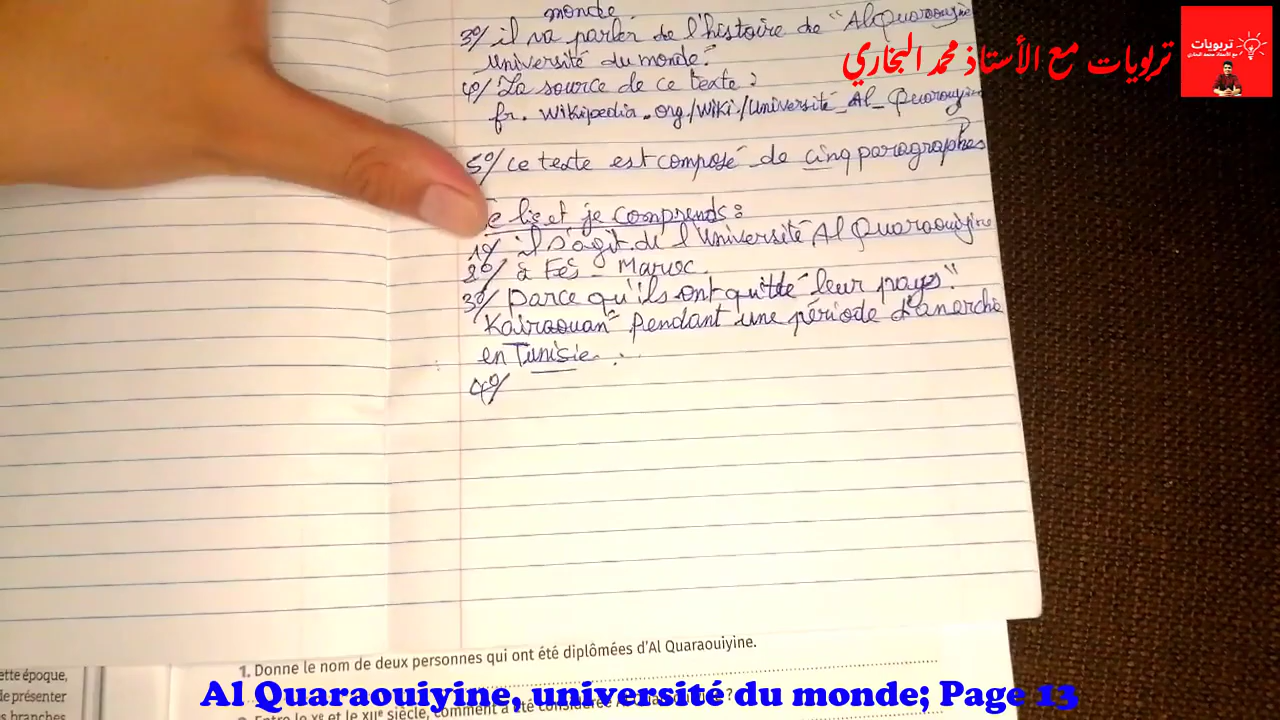 monde
3°/ il va parler de l'histoire de "Al Quaraouyine
université du monde."
4°/ La source de ce texte :
fr. wikipedia.org/wiki/université_Al_Quarouyine
5°/ ce texte est composé de cinq paragraphes
lis et je comprends :
1°/ il s'agit de l'université Al Quaraouiyine
2°/ à Fès - Maroc.
3°/ parce qu'ils ont quitté leur pays "
"Kairaouan" pendant une période d'anarchie
en Tunisie.
4°/
تربويات مع الأستاذ محمد البخاري
تربويات
ette époque,
de présenter
s branches
1. Donne le nom de deux personnes qui ont été diplômées d'Al Quaraouiyine.
Al Quaraouiyine, université du monde; Page 13